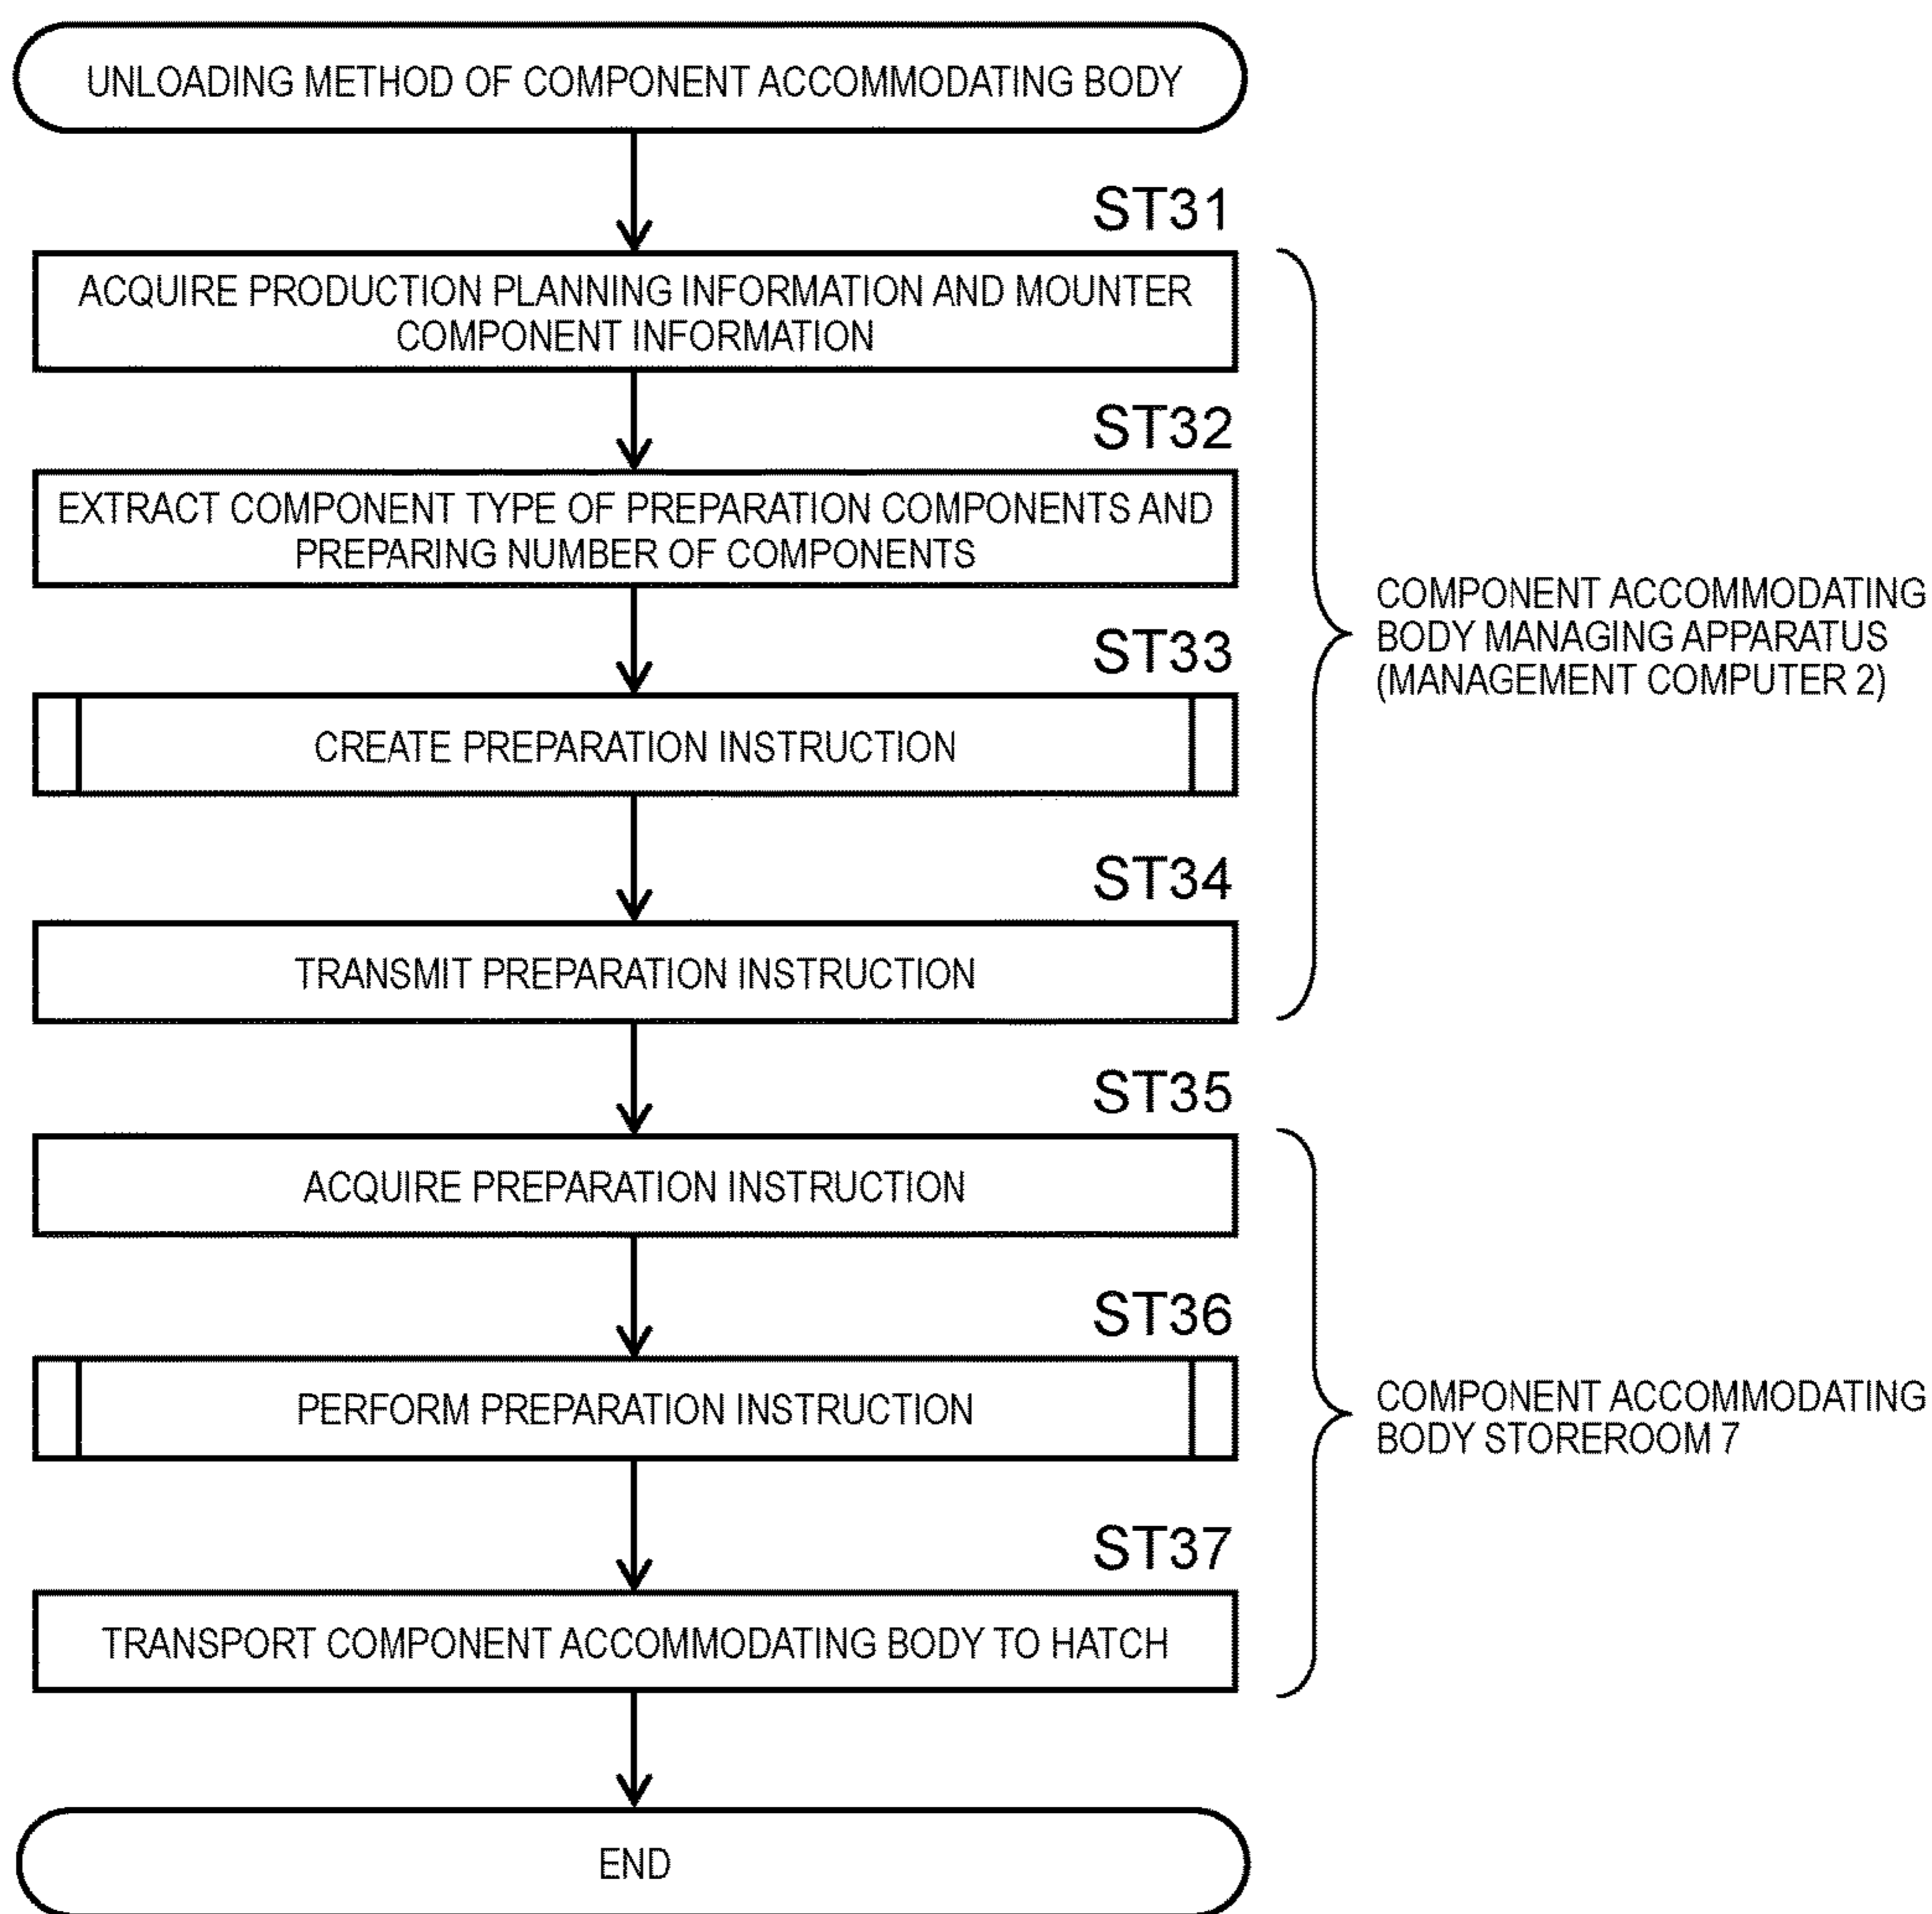 UNLOADING METHOD OF COMPONENT ACCOMMODATING BODY
ST31
ACQUIRE PRODUCTION PLANNING INFORMATION AND MOUNTER
COMPONENT INFORMATION
ST32
EXTRACT COMPONENT TYPE OF PREPARATION COMPONENTS AND
PREPARING NUMBER OF COMPONENTS
ST33
CREATE PREPARATION INSTRUCTION
ST34
TRANSMIT PREPARATION INSTRUCTION
COMPONENT ACCOMMODATING
BODY MANAGING APPARATUS
(MANAGEMENT COMPUTER 2)
ST35
ACQUIRE PREPARATION INSTRUCTION
ST36
PERFORM PREPARATION INSTRUCTION
ST37
TRANSPORT COMPONENT ACCOMMODATING BODY TO HATCH
COMPONENT ACCOMMODATING
BODY STOREROOM 7
END